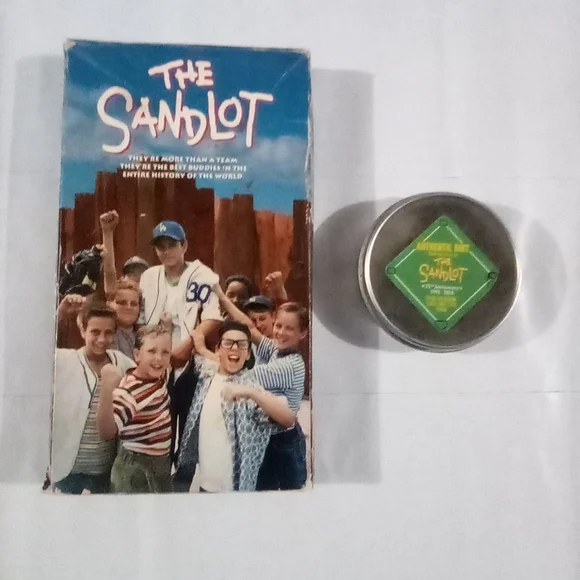 THE
SANDLOT
THEY'RE MORE THAN A TEAM
THEY'RE THE BEST BUDDIES IN THE
ENTIRE HISTORY OF THE WORLD
30
AUTHENTIC DIRT
THE
SANDLOT